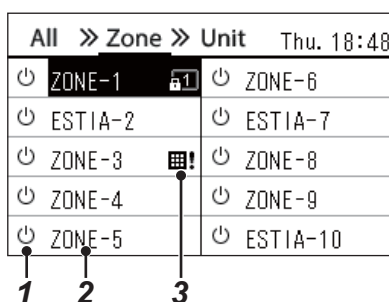 All » Zone » Unit Thu. 18:48
ZONE-1 1 ZONE-6
ESTIA-2 ESTIA-7
ZONE-3 ! ZONE-8
ZONE-4 ZONE-9
ZONE-5 ESTIA-10
1 2 3